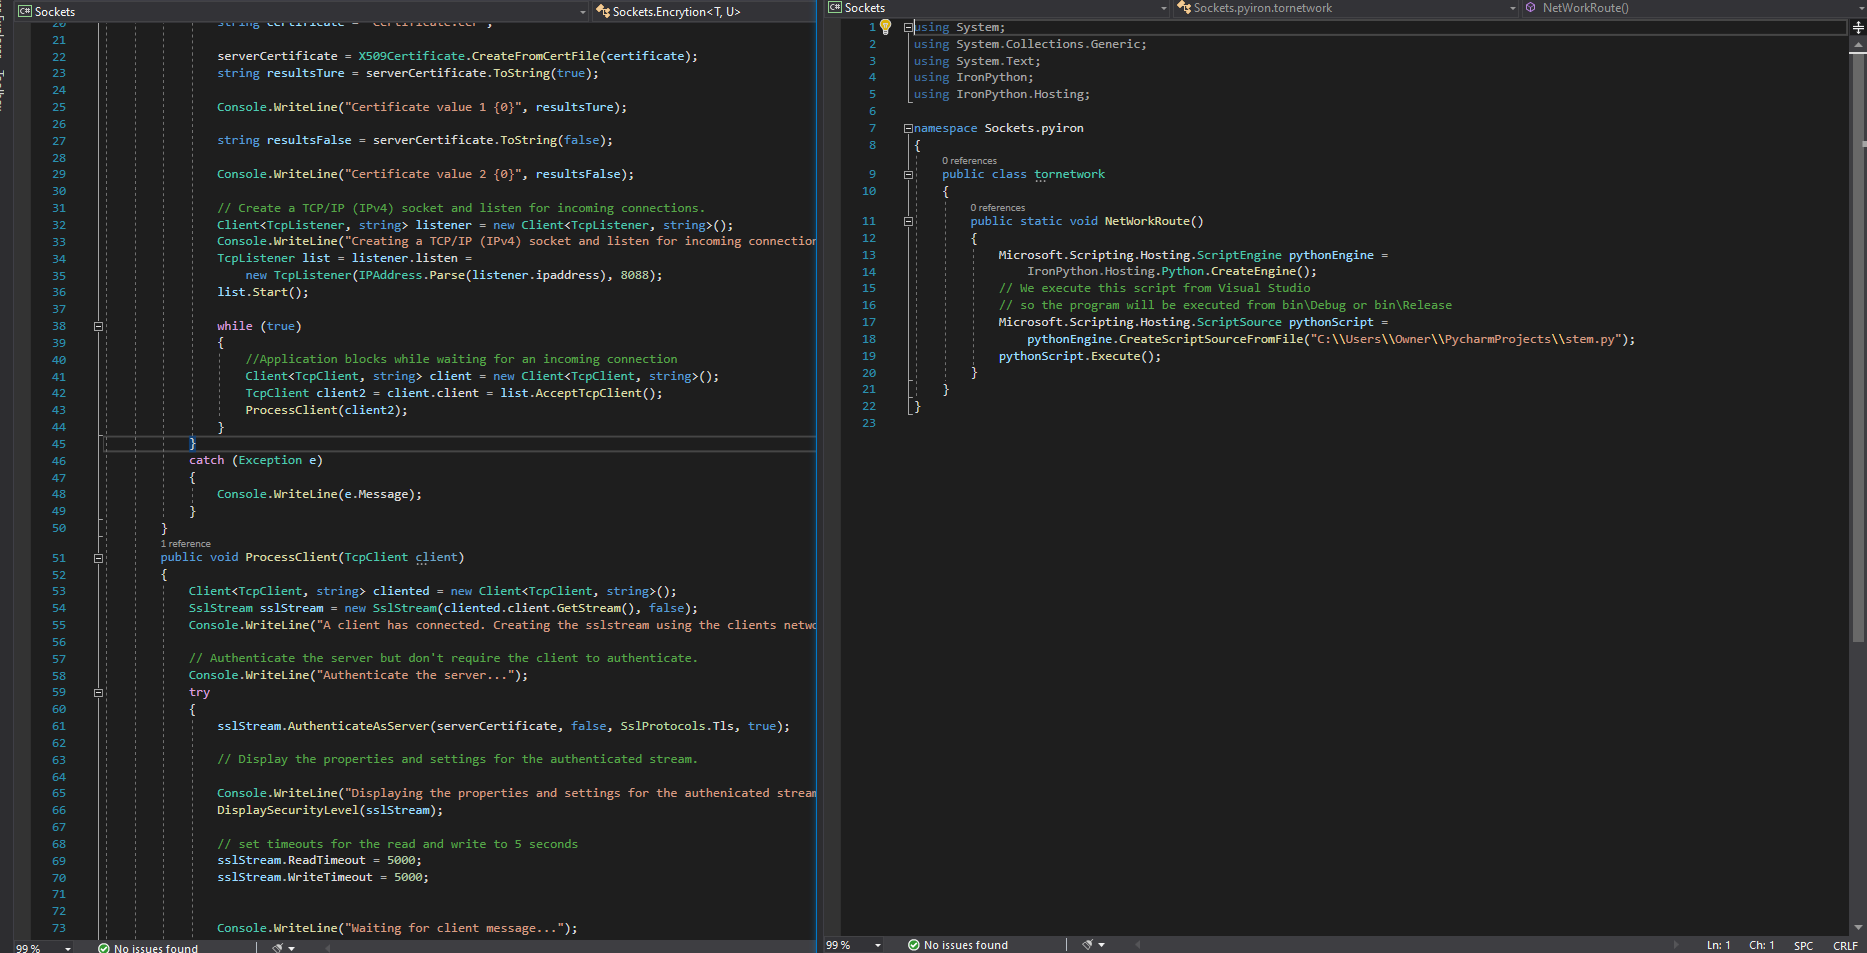 Sockets
Sockets.Encrytion<T, U>
21
22 serverCertificate = X509Certificate.CreateFromCertFile(certificate);
23 string resultsTure = serverCertificate.ToString(true);
24
25 Console.WriteLine("Certificate value 1 {0}", resultsTure);
26
27 string resultsFalse = serverCertificate.ToString(false);
28
29 Console.WriteLine("Certificate value 2 {0}", resultsFalse);
30
31 // Create a TCP/IP (IPv4) socket and listen for incoming connections.
32 Client<TcpListener, string> listener = new Client<TcpListener, string>();
33 Console.WriteLine("Creating a TCP/IP (IPv4) socket and listen for incoming connection
34 TcpListener list = listener.listen =
35 new TcpListener(IPAddress.Parse(listener.ipaddress), 8088);
36 list.Start();
37
38 while (true)
39 {
40 //Application blocks while waiting for an incoming connection
41 Client<TcpClient, string> client = new Client<TcpClient, string>();
42 TcpClient client2 = client.client = list.AcceptTcpClient();
43 ProcessClient(client2);
44 }
45 }
46 catch (Exception e)
47 {
48 Console.WriteLine(e.Message);
49 }
50 }
1 reference
51 public void ProcessClient(TcpClient client)
52 {
53 Client<TcpClient, string> cliented = new Client<TcpClient, string>();
54 SslStream sslStream = new SslStream(cliented.client.GetStream(), false);
55 Console.WriteLine("A client has connected. Creating the sslstream using the clients netwo
56
57 // Authenticate the server but don't require the client to authenticate.
58 Console.WriteLine("Authenticate the server...");
59 try
60 {
61 sslStream.AuthenticateAsServer(serverCertificate, false, SslProtocols.Tls, true);
62
63 // Display the properties and settings for the authenticated stream.
64
65 Console.WriteLine("Displaying the properties and settings for the authenicated stream
66 DisplaySecurityLevel(sslStream);
67
68 // set timeouts for the read and write to 5 seconds
69 sslStream.ReadTimeout = 5000;
70 sslStream.WriteTimeout = 5000;
71
72
73 Console.WriteLine("Waiting for client message...");
99 %
No issues found
Sockets
Sockets.pyiron.tornetwork
NetWorkRoute()
1 using System;
2 using System.Collections.Generic;
3 using System.Text;
4 using IronPython;
5 using IronPython.Hosting;
6
7 namespace Sockets.pyiron
8 {
0 references
9 public class tornetwork
10 {
0 references
11 public static void NetWorkRoute()
12 {
13 Microsoft.Scripting.Hosting.ScriptEngine pythonEngine =
14 IronPython.Hosting.Python.CreateEngine();
15 // We execute this script from Visual Studio
16 // so the program will be executed from bin\Debug or bin\Release
17 Microsoft.Scripting.Hosting.ScriptSource pythonScript =
18 pythonEngine.CreateScriptSourceFromFile("C:\\Users\\Owner\\PycharmProjects\\stem.py");
19 pythonScript.Execute();
20 }
21 }
22 }
23
99 %
No issues found
Ln: 1 Ch: 1 SPC CRLF